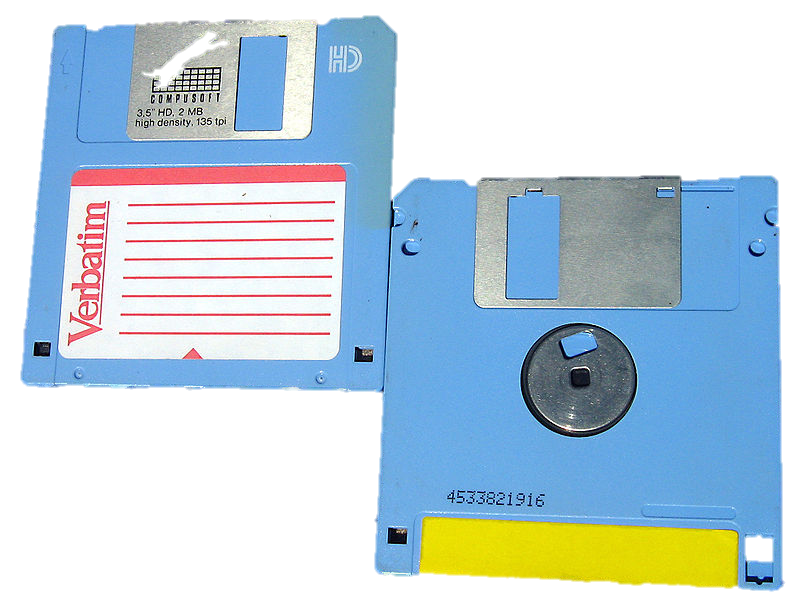 HD
COMPUSOFT
3,5" HD, 2 MB
high density, 135 tpi
Verbatim
4533821916